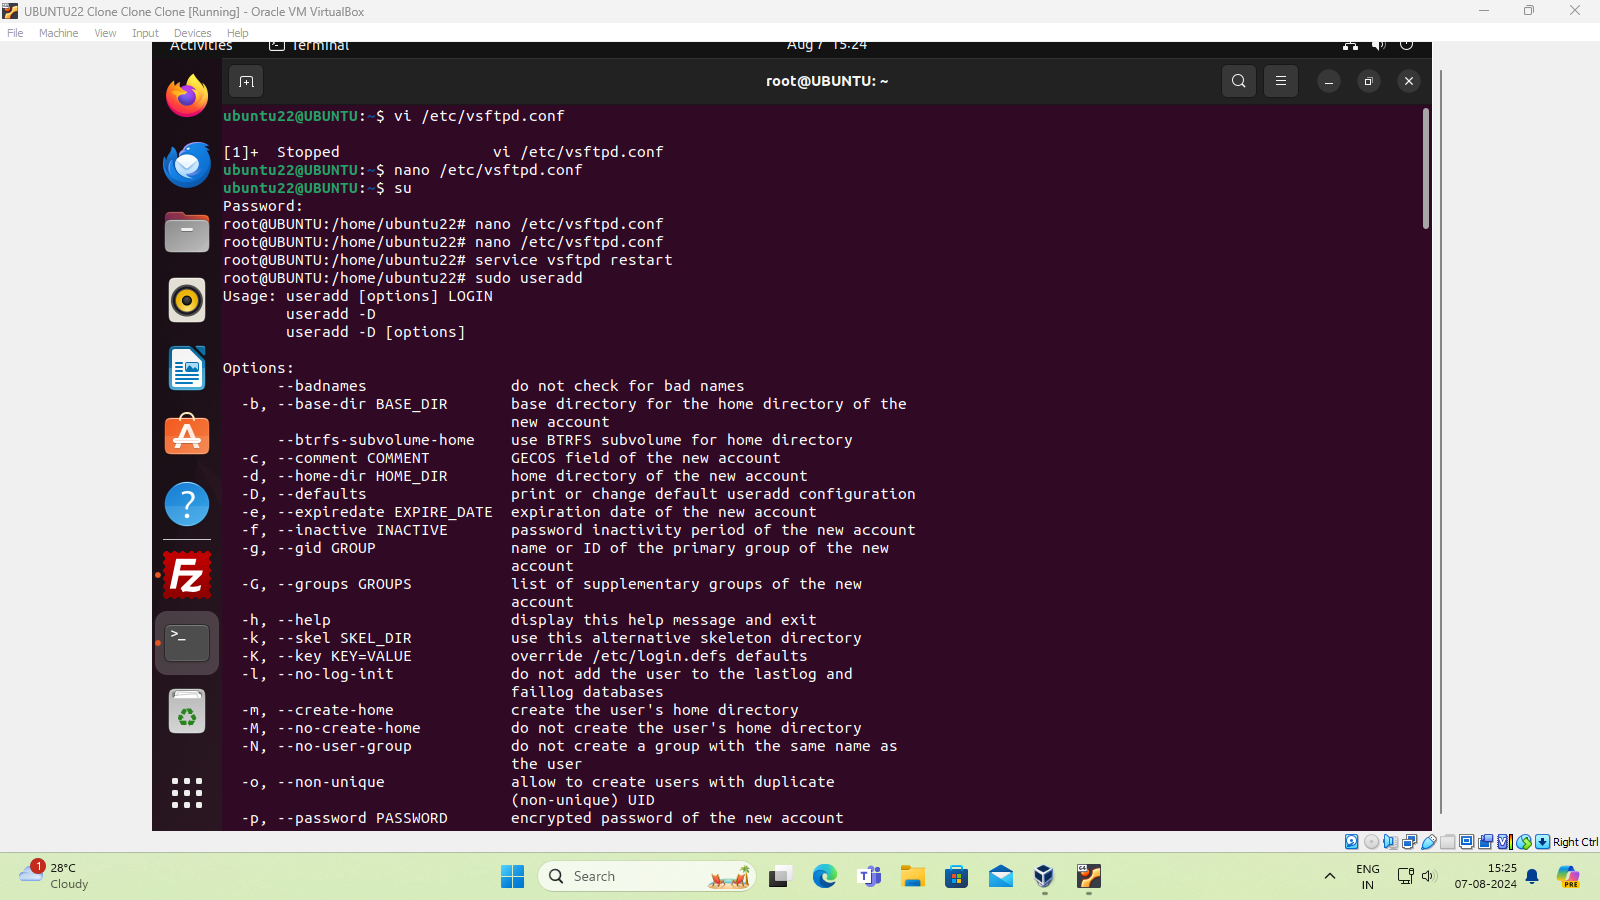 UBUNTU22 Clone Clone Clone [Running] - Oracle VM VirtualBox
File Machine View Input Devices Help
Activities Terminal Aug 7 15:24
root@UBUNTU: ~
ubuntu22@UBUNTU:~$ vi /etc/vsftpd.conf
[1]+ Stopped vi /etc/vsftpd.conf
ubuntu22@UBUNTU:~$ nano /etc/vsftpd.conf
ubuntu22@UBUNTU:~$ su
Password:
root@UBUNTU:/home/ubuntu22# nano /etc/vsftpd.conf
root@UBUNTU:/home/ubuntu22# nano /etc/vsftpd.conf
root@UBUNTU:/home/ubuntu22# service vsftpd restart
root@UBUNTU:/home/ubuntu22# sudo useradd
Usage: useradd [options] LOGIN
useradd -D
useradd -D [options]
Options:
--badnames do not check for bad names
-b, --base-dir BASE_DIR base directory for the home directory of the
new account
--btrfs-subvolume-home use BTRFS subvolume for home directory
-c, --comment COMMENT GECOS field of the new account
-d, --home-dir HOME_DIR home directory of the new account
-D, --defaults print or change default useradd configuration
-e, --expiredate EXPIRE_DATE expiration date of the new account
-f, --inactive INACTIVE password inactivity period of the new account
-g, --gid GROUP name or ID of the primary group of the new
account
-G, --groups GROUPS list of supplementary groups of the new
account
-h, --help display this help message and exit
-k, --skel SKEL_DIR use this alternative skeleton directory
-K, --key KEY=VALUE override /etc/login.defs defaults
-l, --no-log-init do not add the user to the lastlog and
faillog databases
-m, --create-home create the user's home directory
-M, --no-create-home do not create the user's home directory
-N, --no-user-group do not create a group with the same name as
the user
-o, --non-unique allow to create users with duplicate
(non-unique) UID
-p, --password PASSWORD encrypted password of the new account
Right Ctrl
1 28°C
Cloudy
Search
ENG
IN
15:25
07-08-2024
PRE